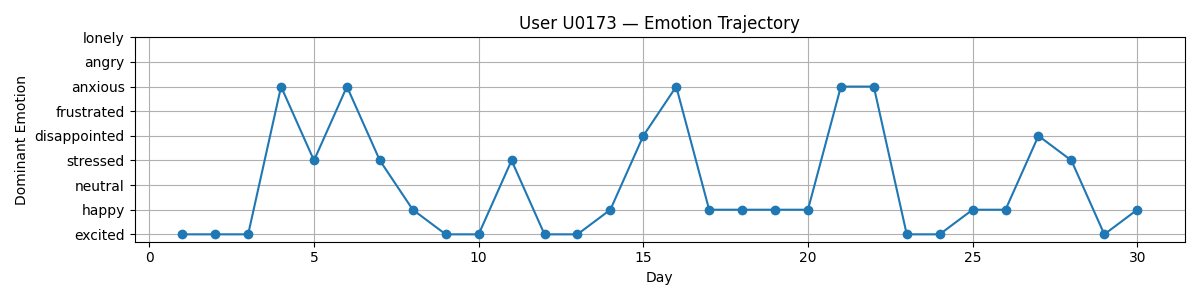 User U0173 — Emotion Trajectory
Dominant Emotion
lonely
angry
anxious
frustrated
disappointed
stressed
neutral
happy
excited
0 5 10 15 20 25 30
Day